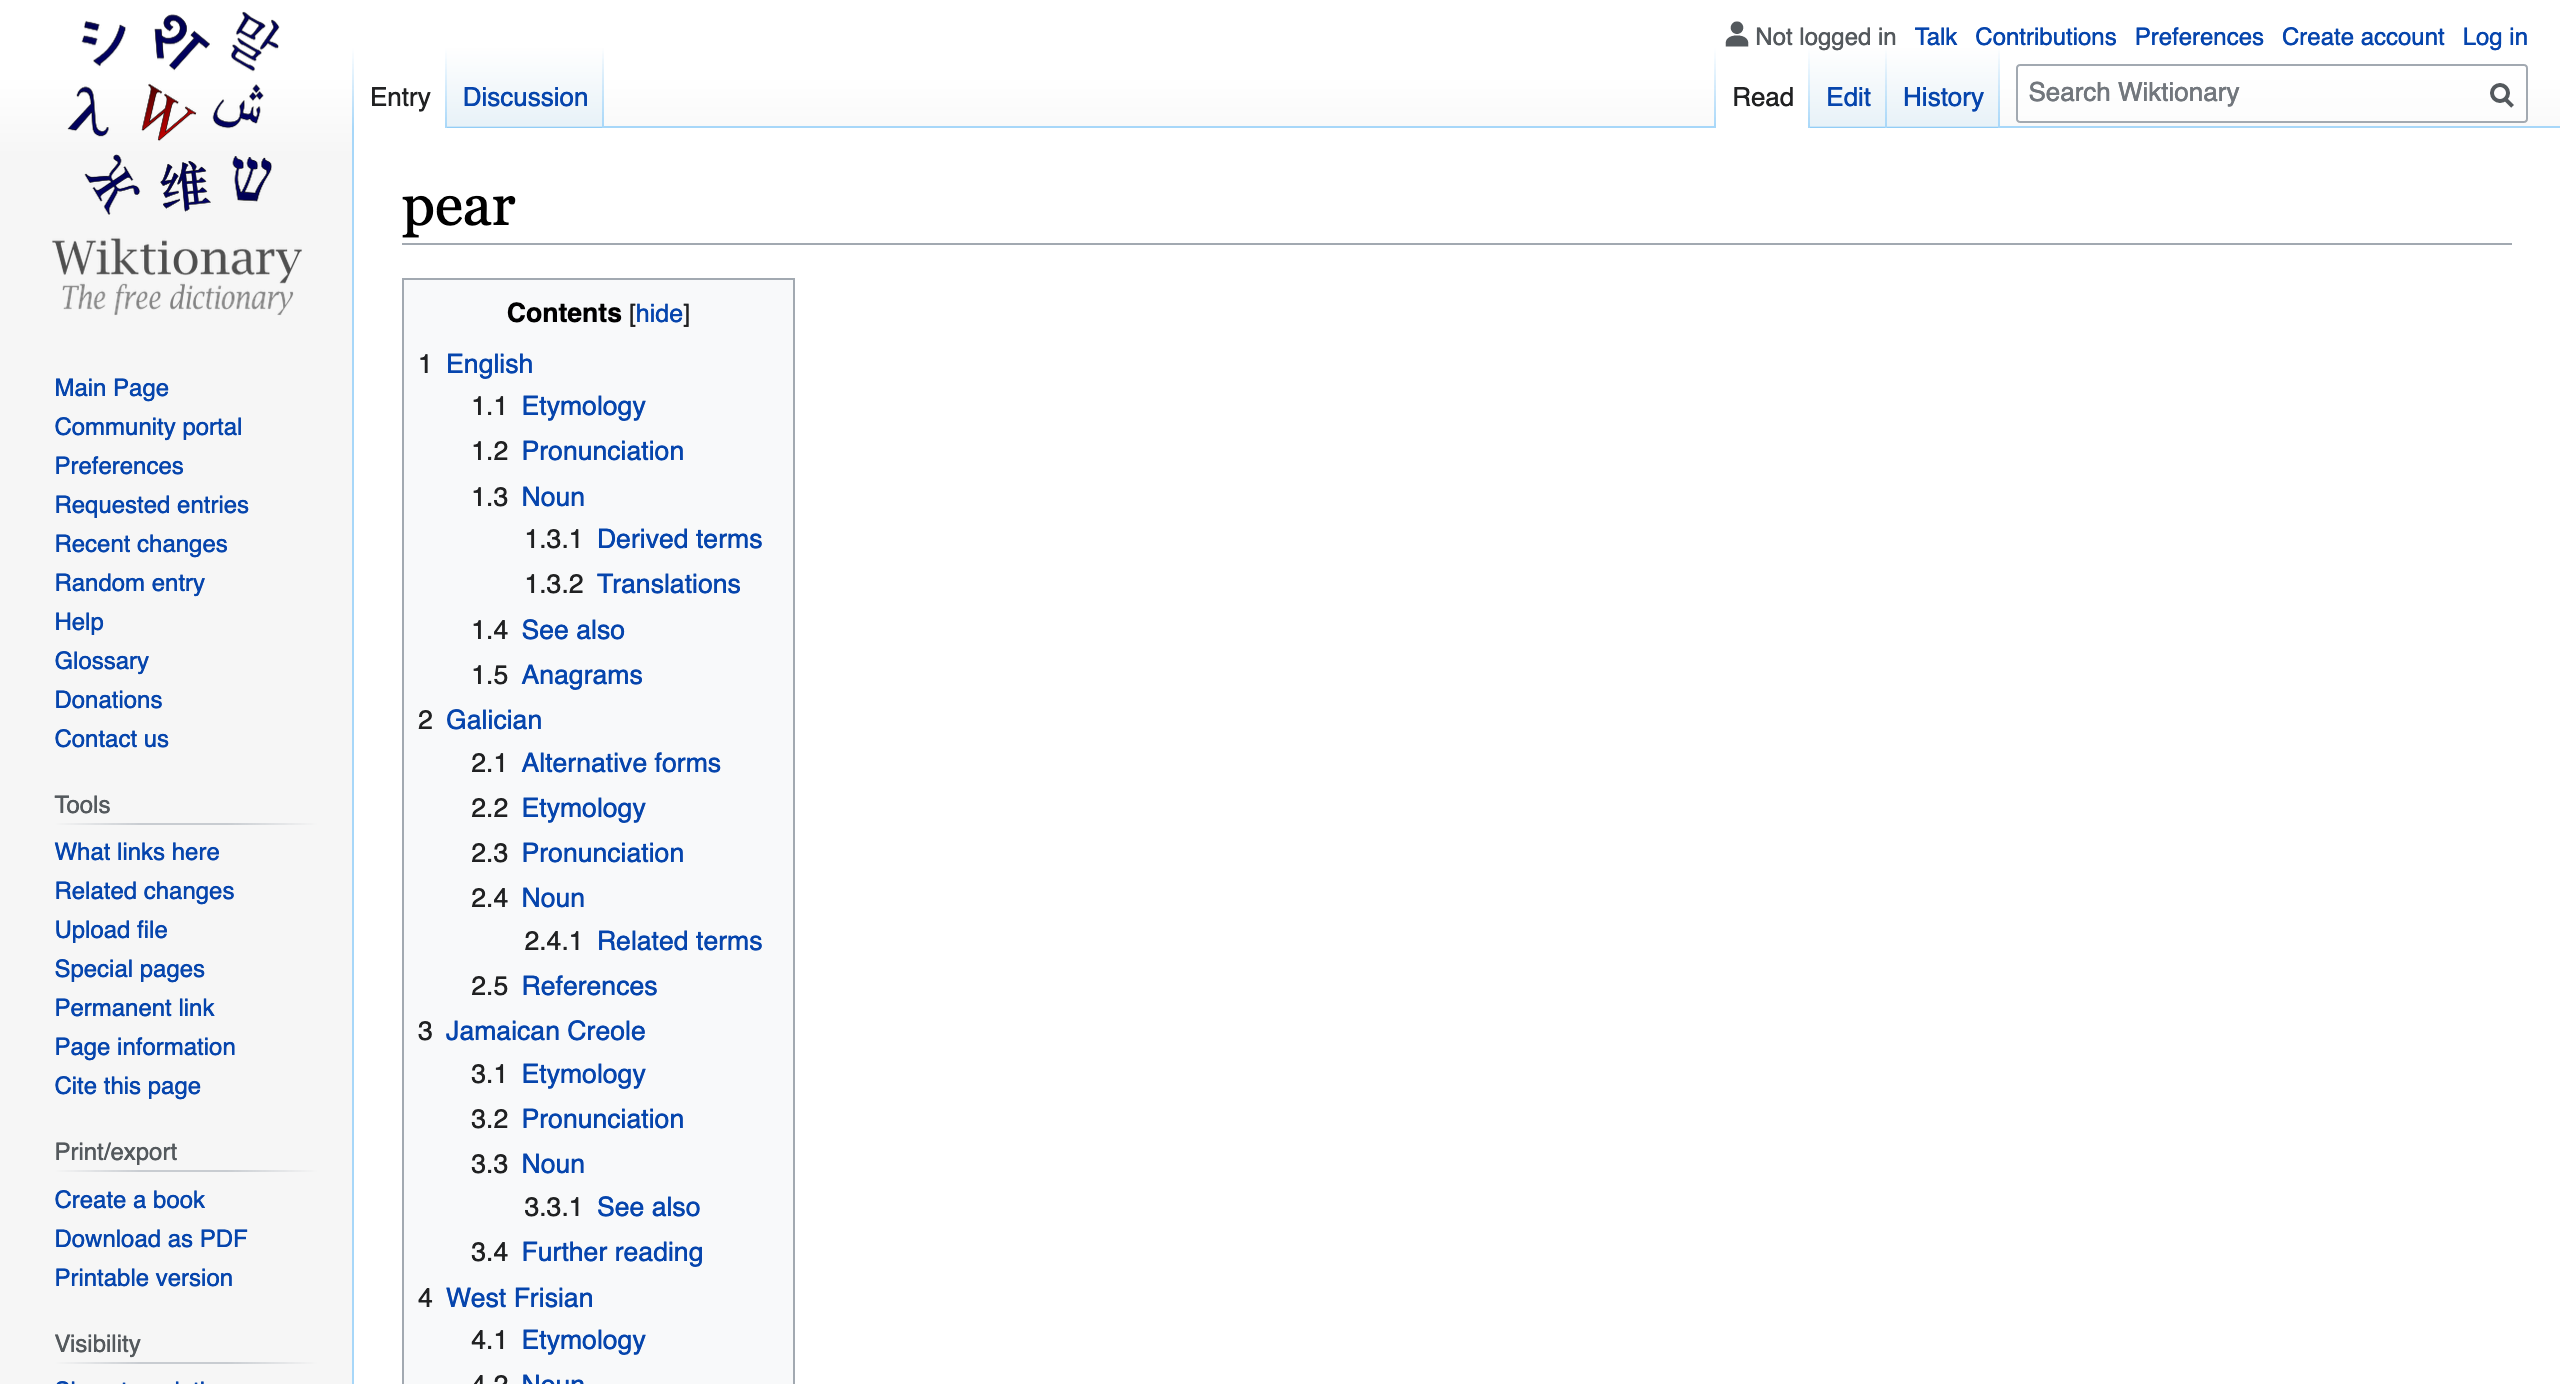 シ や 말
λ W ش
维 ש
Wiktionary
The free dictionary
Main Page
Community portal
Preferences
Requested entries
Recent changes
Random entry
Help
Glossary
Donations
Contact us
Tools
What links here
Related changes
Upload file
Special pages
Permanent link
Page information
Cite this page
Print/export
Create a book
Download as PDF
Printable version
Visibility
Not logged in Talk Contributions Preferences Create account Log in
Entry Discussion Read Edit History Search Wiktionary
pear
Contents [hide]
1 English
1.1 Etymology
1.2 Pronunciation
1.3 Noun
1.3.1 Derived terms
1.3.2 Translations
1.4 See also
1.5 Anagrams
2 Galician
2.1 Alternative forms
2.2 Etymology
2.3 Pronunciation
2.4 Noun
2.4.1 Related terms
2.5 References
3 Jamaican Creole
3.1 Etymology
3.2 Pronunciation
3.3 Noun
3.3.1 See also
3.4 Further reading
4 West Frisian
4.1 Etymology
4.2 Noun